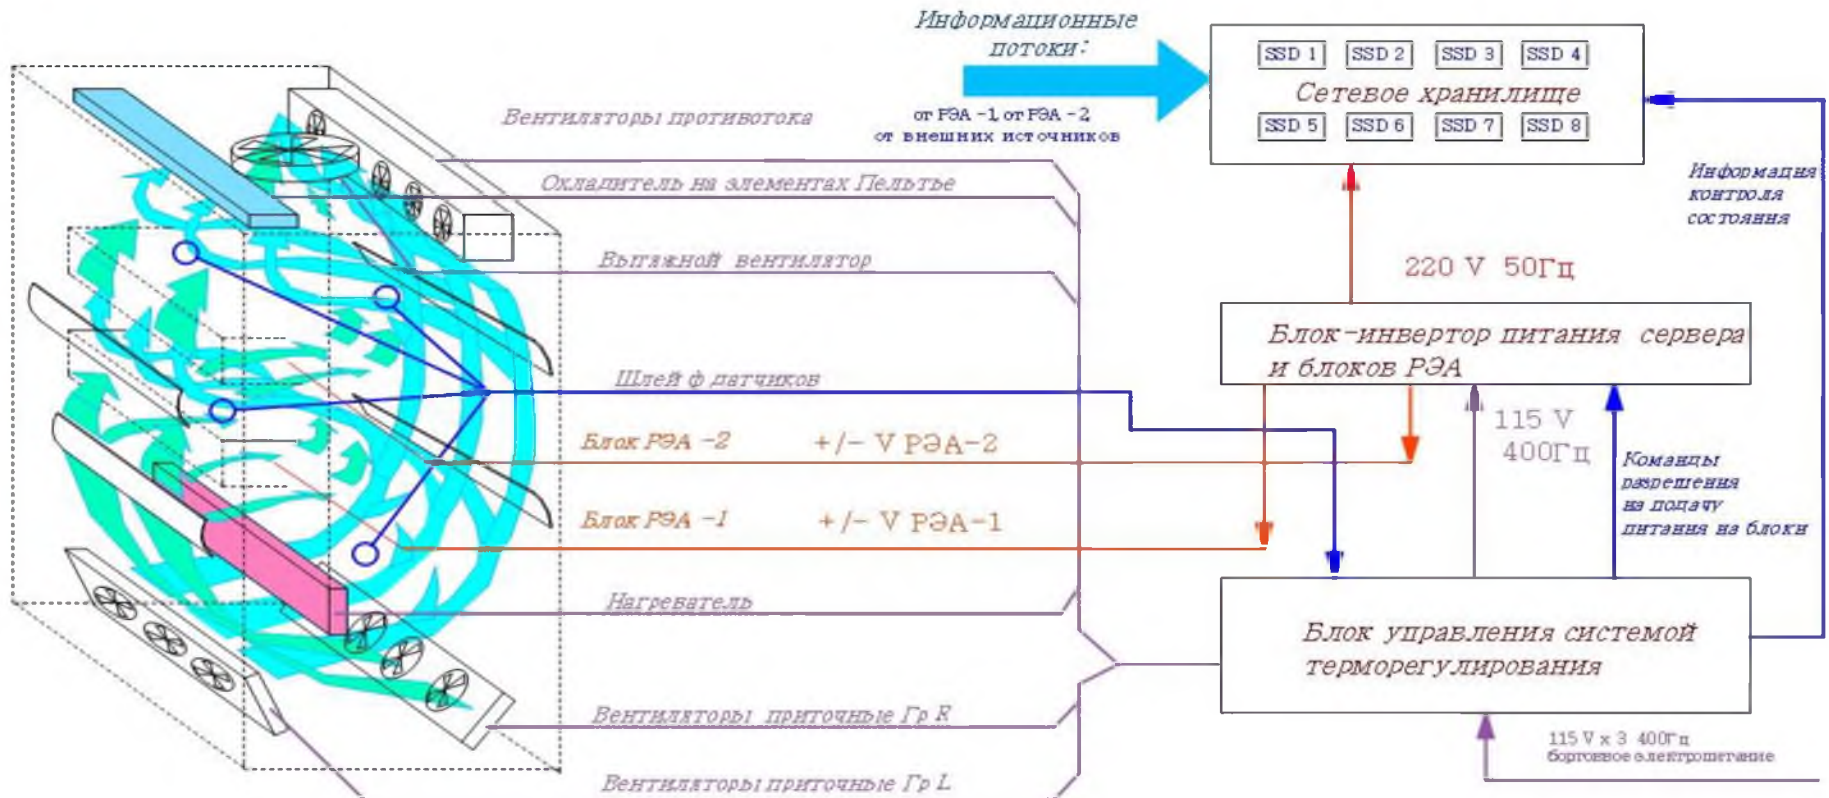 Информационные
потоки:
от РЭА -1, от РЭА -2,
от внешних источников
SSD 1 SSD 2 SSD 3 SSD 4
Сетевое хранилище
SSD 5 SSD 6 SSD 7 SSD 8
Информация
контроля
состояния
Вентиляторы противотока
Охладитель на элементах Пельтье
Вытяжной вентилятор
220 V 50Гц
Блок-инвертор питания сервера
и блоков РЭА
Шлейф датчиков
115 V
400Гц
Блок РЭА -2 +/- V РЭА-2
Команды
разрешения
на подачу
питания на блоки
Блок РЭА -1 +/- V РЭА-1
Нагреватель
Блок управления системой
терморегулирования
Вентиляторы приточные Гр R
115 V x 3 400Гц
бортовое электропитание
Вентиляторы приточные Гр L